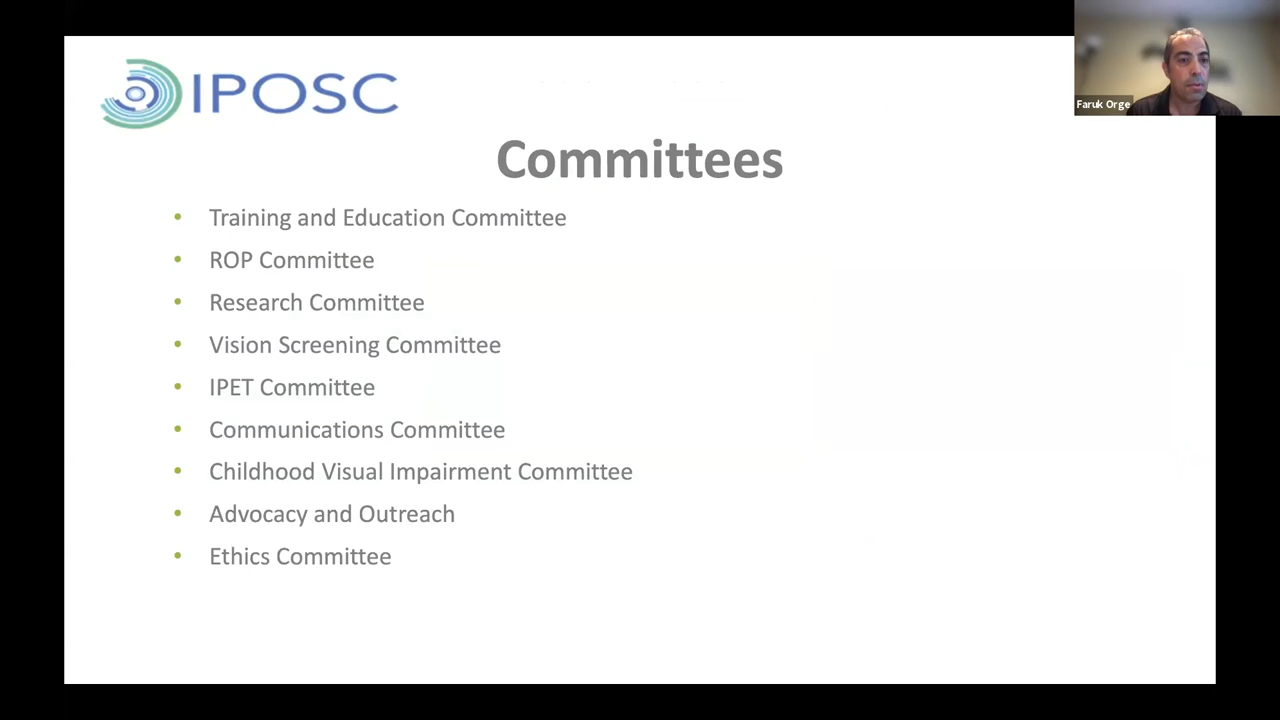 IPOSC
Faruk Orge
Committees
• Training and Education Committee
• ROP Committee
• Research Committee
• Vision Screening Committee
• IPET Committee
• Communications Committee
• Childhood Visual Impairment Committee
• Advocacy and Outreach
• Ethics Committee